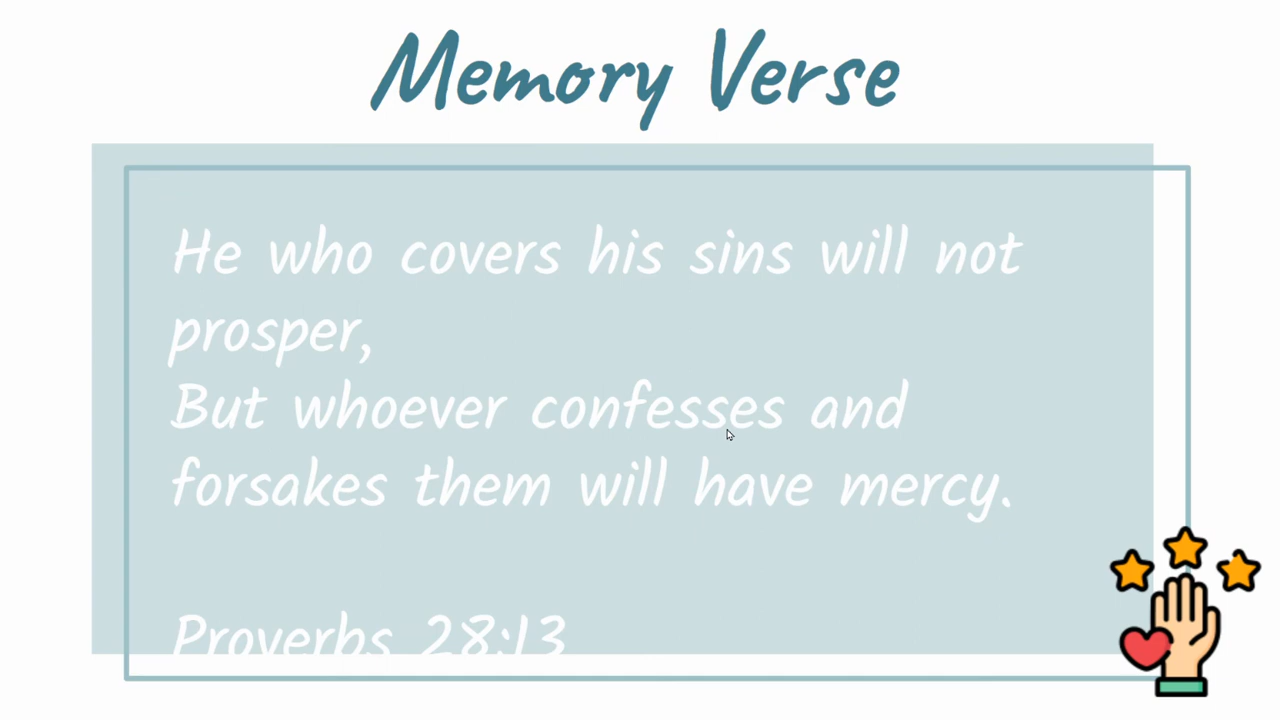 Memory Verse
He who covers his sins will not
prosper,
But whoever confesses and
forsakes them will have mercy.
Proverbs 28:13